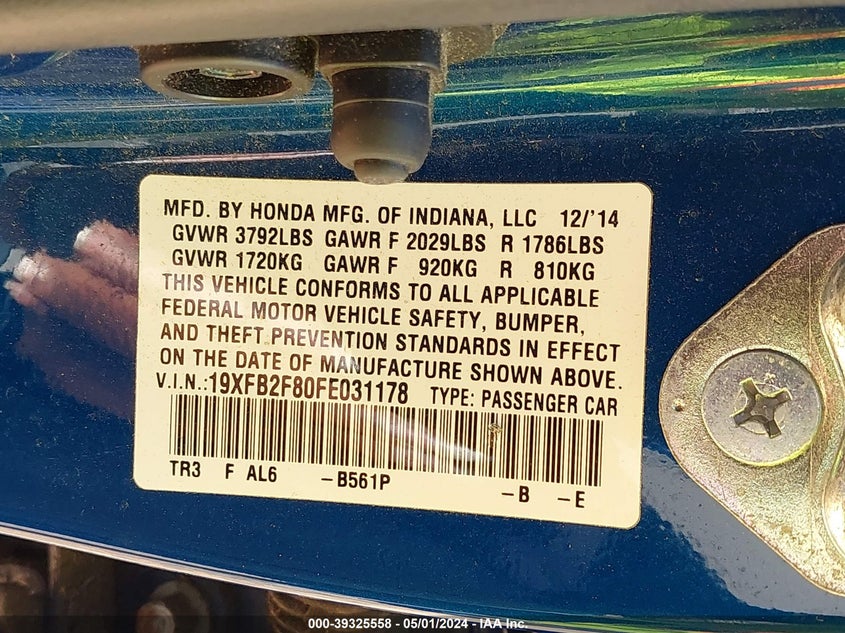 MFD. BY HONDA MFG. OF INDIANA, LLC 12/'14
GVWR 3792LBS GAWR F 2029LBS R 1786LBS
GVWR 1720KG GAWR F 920KG R 810KG
THIS VEHICLE CONFORMS TO ALL APPLICABLE
FEDERAL MOTOR VEHICLE SAFETY, BUMPER,
AND THEFT PREVENTION STANDARDS IN EFFECT
ON THE DATE OF MANUFACTURE SHOWN ABOVE.
V.I.N.:19XFB2F80FE031178 TYPE: PASSENGER CAR
TR3 F AL6 –B561P –B –E
000-39325558 - 05/01/2024 - IAA Inc.